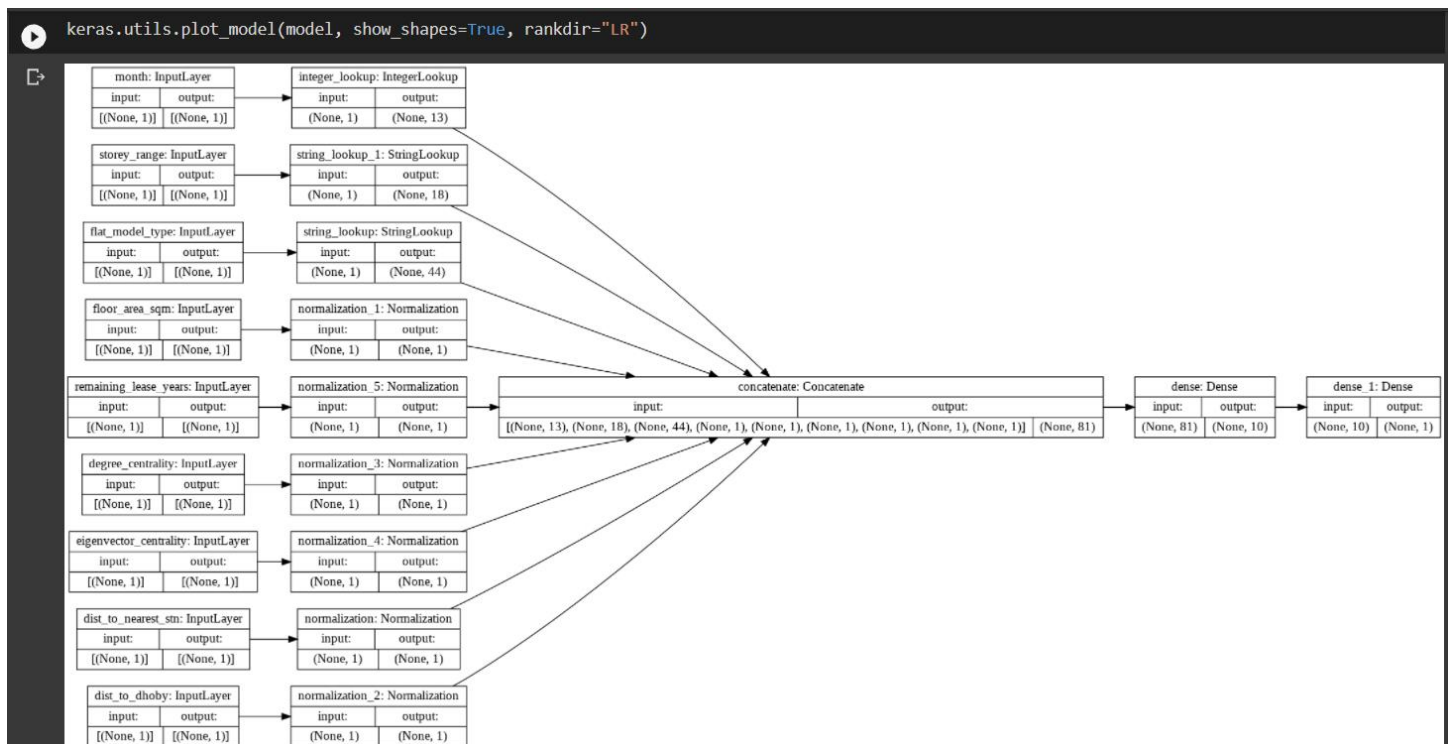 keras.utils.plot_model(model, show_shapes=True, rankdir="LR")
month: InputLayer
input: output:
[(None, 1)] [(None, 1)]
integer_lookup: IntegerLookup
input: output:
(None, 1) (None, 13)
storey_range: InputLayer
input: output:
[(None, 1)] [(None, 1)]
string_lookup_1: StringLookup
input: output:
(None, 1) (None, 18)
flat_model_type: InputLayer
input: output:
[(None, 1)] [(None, 1)]
string_lookup: StringLookup
input: output:
(None, 1) (None, 44)
floor_area_sqm: InputLayer
input: output:
[(None, 1)] [(None, 1)]
normalization_1: Normalization
input: output:
(None, 1) (None, 1)
remaining_lease_years: InputLayer
input: output:
[(None, 1)] [(None, 1)]
normalization_5: Normalization
input: output:
(None, 1) (None, 1)
concatenate: Concatenate
input: output:
[(None, 13), (None, 18), (None, 44), (None, 1), (None, 1), (None, 1), (None, 1), (None, 1), (None, 1)] (None, 81)
dense: Dense
input: output:
(None, 81) (None, 10)
dense_1: Dense
input: output:
(None, 10) (None, 1)
degree_centrality: InputLayer
input: output:
[(None, 1)] [(None, 1)]
normalization_3: Normalization
input: output:
(None, 1) (None, 1)
eigenvector_centrality: InputLayer
input: output:
[(None, 1)] [(None, 1)]
normalization_4: Normalization
input: output:
(None, 1) (None, 1)
dist_to_nearest_stn: InputLayer
input: output:
[(None, 1)] [(None, 1)]
normalization: Normalization
input: output:
(None, 1) (None, 1)
dist_to_dhoby: InputLayer
input: output:
[(None, 1)] [(None, 1)]
normalization_2: Normalization
input: output:
(None, 1) (None, 1)